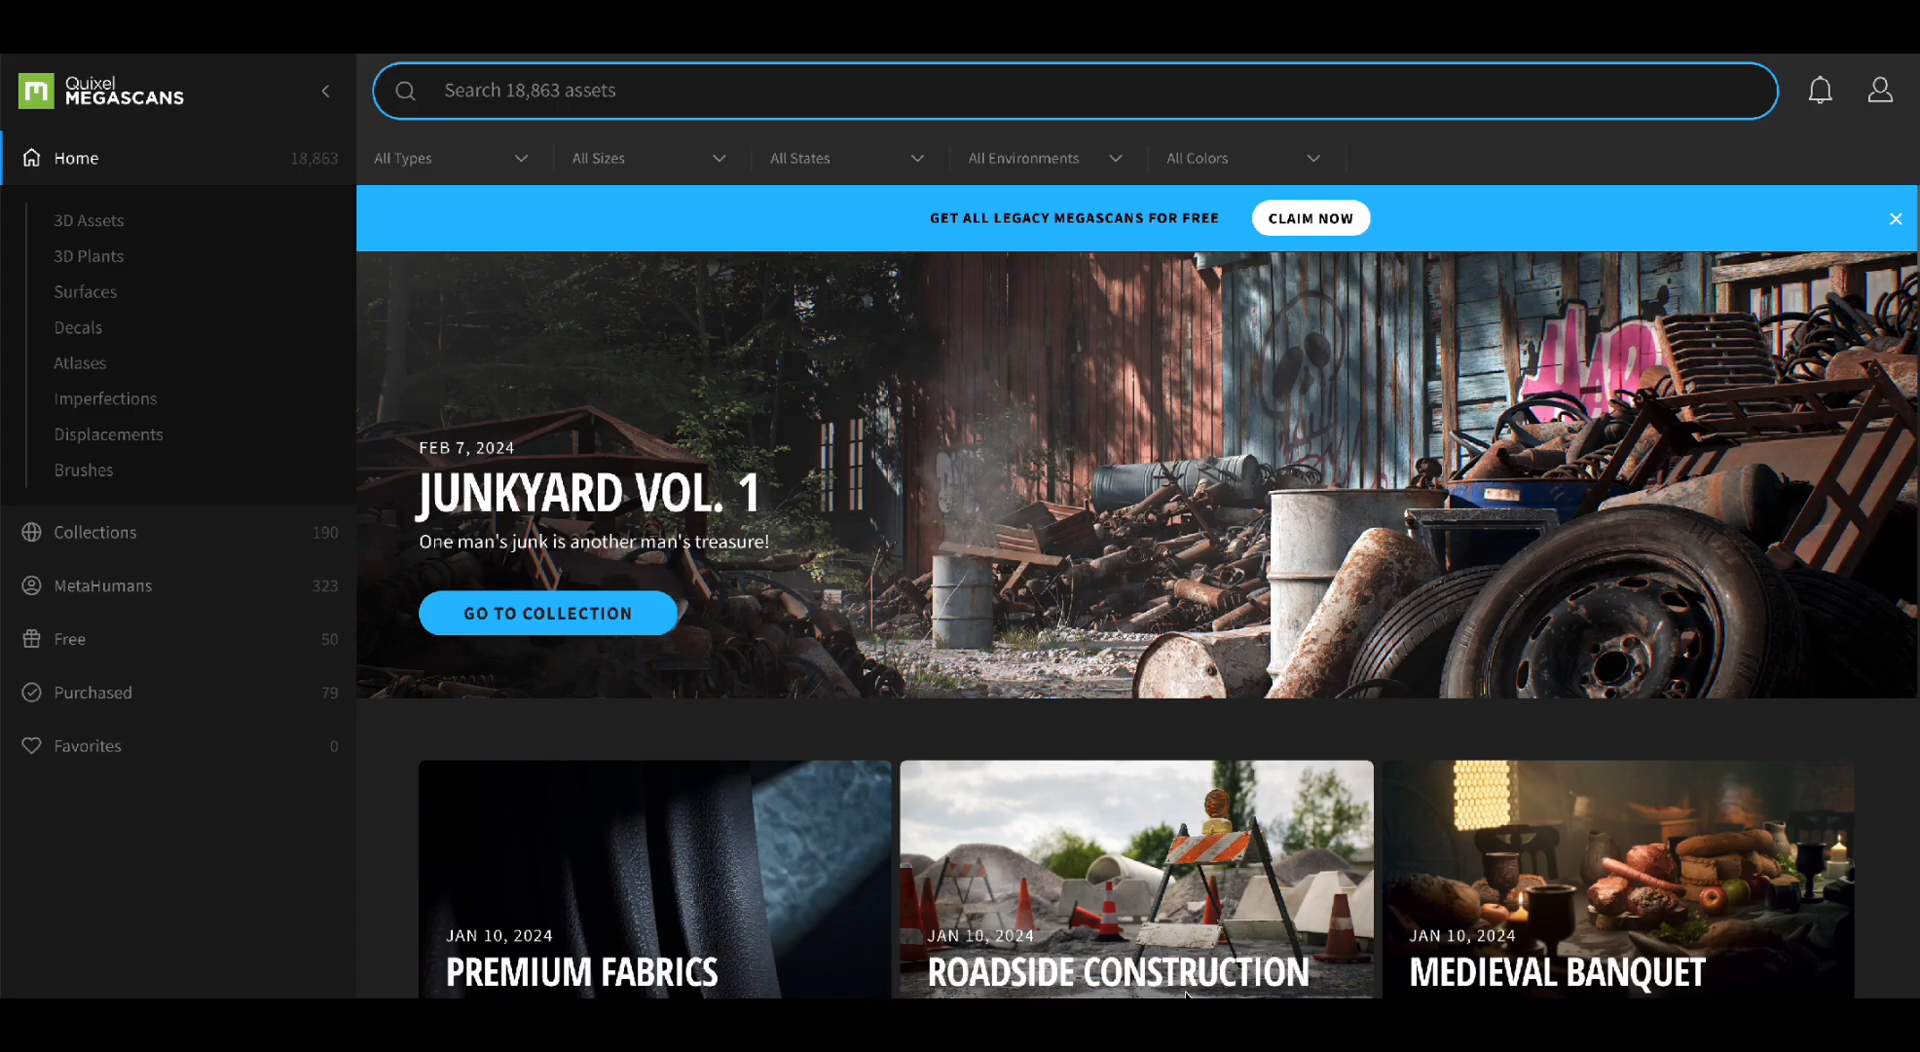 Quixel
MEGASCANS
Search 18,863 assets
Home 18,863
All Types All Sizes All States All Environments All Colors
GET ALL LEGACY MEGASCANS FOR FREE CLAIM NOW
3D Assets
3D Plants
Surfaces
Decals
Atlases
Imperfections
Displacements
Brushes
Collections 190
MetaHumans 323
Free 50
Purchased 79
Favorites 0
FEB 7, 2024
JUNKYARD VOL. 1
One man's junk is another man's treasure!
GO TO COLLECTION
JAN 10, 2024
PREMIUM FABRICS
JAN 10, 2024
ROADSIDE CONSTRUCTION
JAN 10, 2024
MEDIEVAL BANQUET